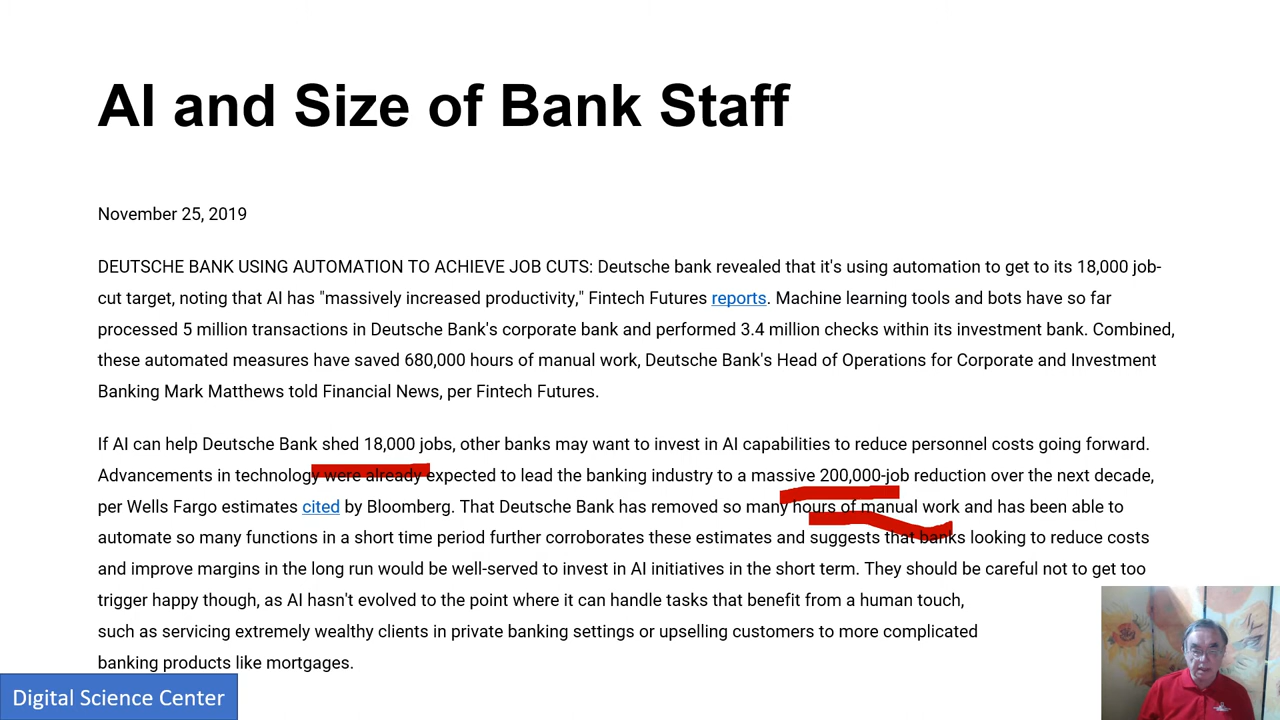 AI and Size of Bank Staff
November 25, 2019
DEUTSCHE BANK USING AUTOMATION TO ACHIEVE JOB CUTS: Deutsche bank revealed that it's using automation to get to its 18,000 job-
cut target, noting that AI has "massively increased productivity," Fintech Futures reports. Machine learning tools and bots have so far
processed 5 million transactions in Deutsche Bank's corporate bank and performed 3.4 million checks within its investment bank. Combined,
these automated measures have saved 680,000 hours of manual work, Deutsche Bank's Head of Operations for Corporate and Investment
Banking Mark Matthews told Financial News, per Fintech Futures.
If AI can help Deutsche Bank shed 18,000 jobs, other banks may want to invest in AI capabilities to reduce personnel costs going forward.
Advancements in technology were already expected to lead the banking industry to a massive 200,000-job reduction over the next decade,
per Wells Fargo estimates cited by Bloomberg. That Deutsche Bank has removed so many hours of manual work and has been able to
automate so many functions in a short time period further corroborates these estimates and suggests that banks looking to reduce costs
and improve margins in the long run would be well-served to invest in AI initiatives in the short term. They should be careful not to get too
trigger happy though, as AI hasn't evolved to the point where it can handle tasks that benefit from a human touch,
such as servicing extremely wealthy clients in private banking settings or upselling customers to more complicated
banking products like mortgages.
Digital Science Center